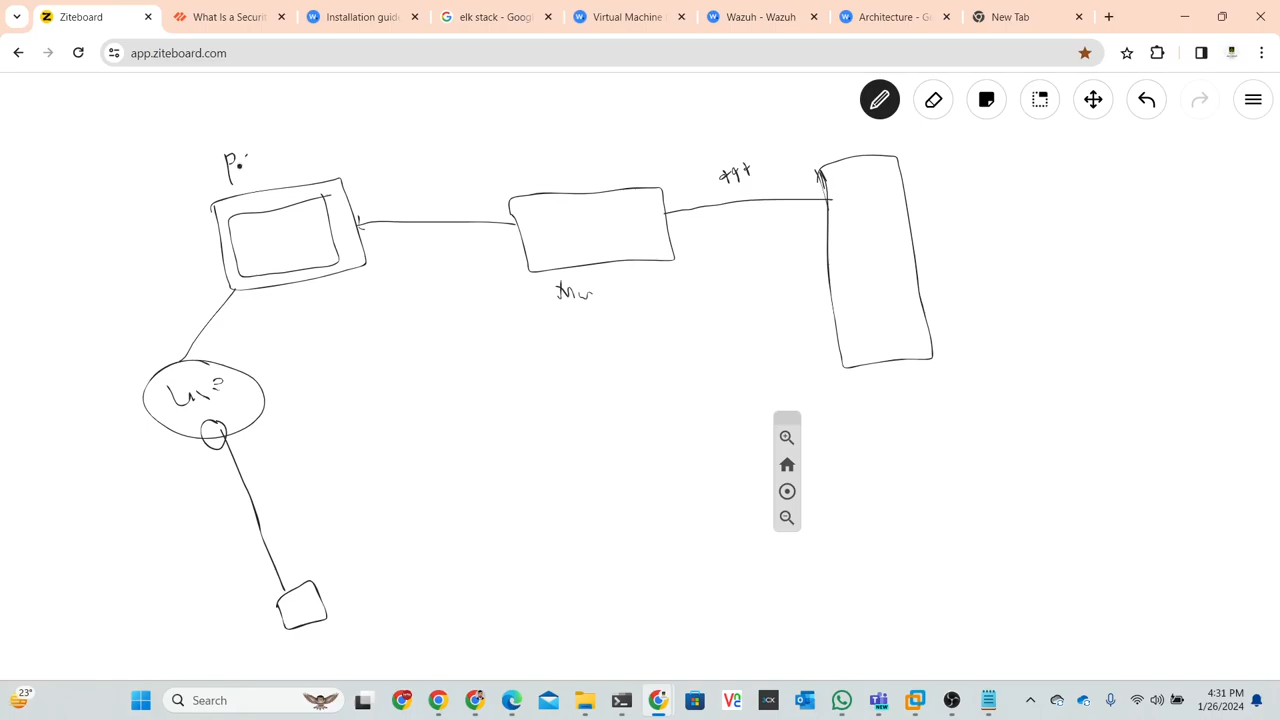 Ziteboard
What Is a Securit
Installation guid
elk stack - Googl
Virtual Machine
Wazuh - Wazuh
Architecture - Ge
New Tab
app.ziteboard.com
23°
Search
4:31 PM
1/26/2024